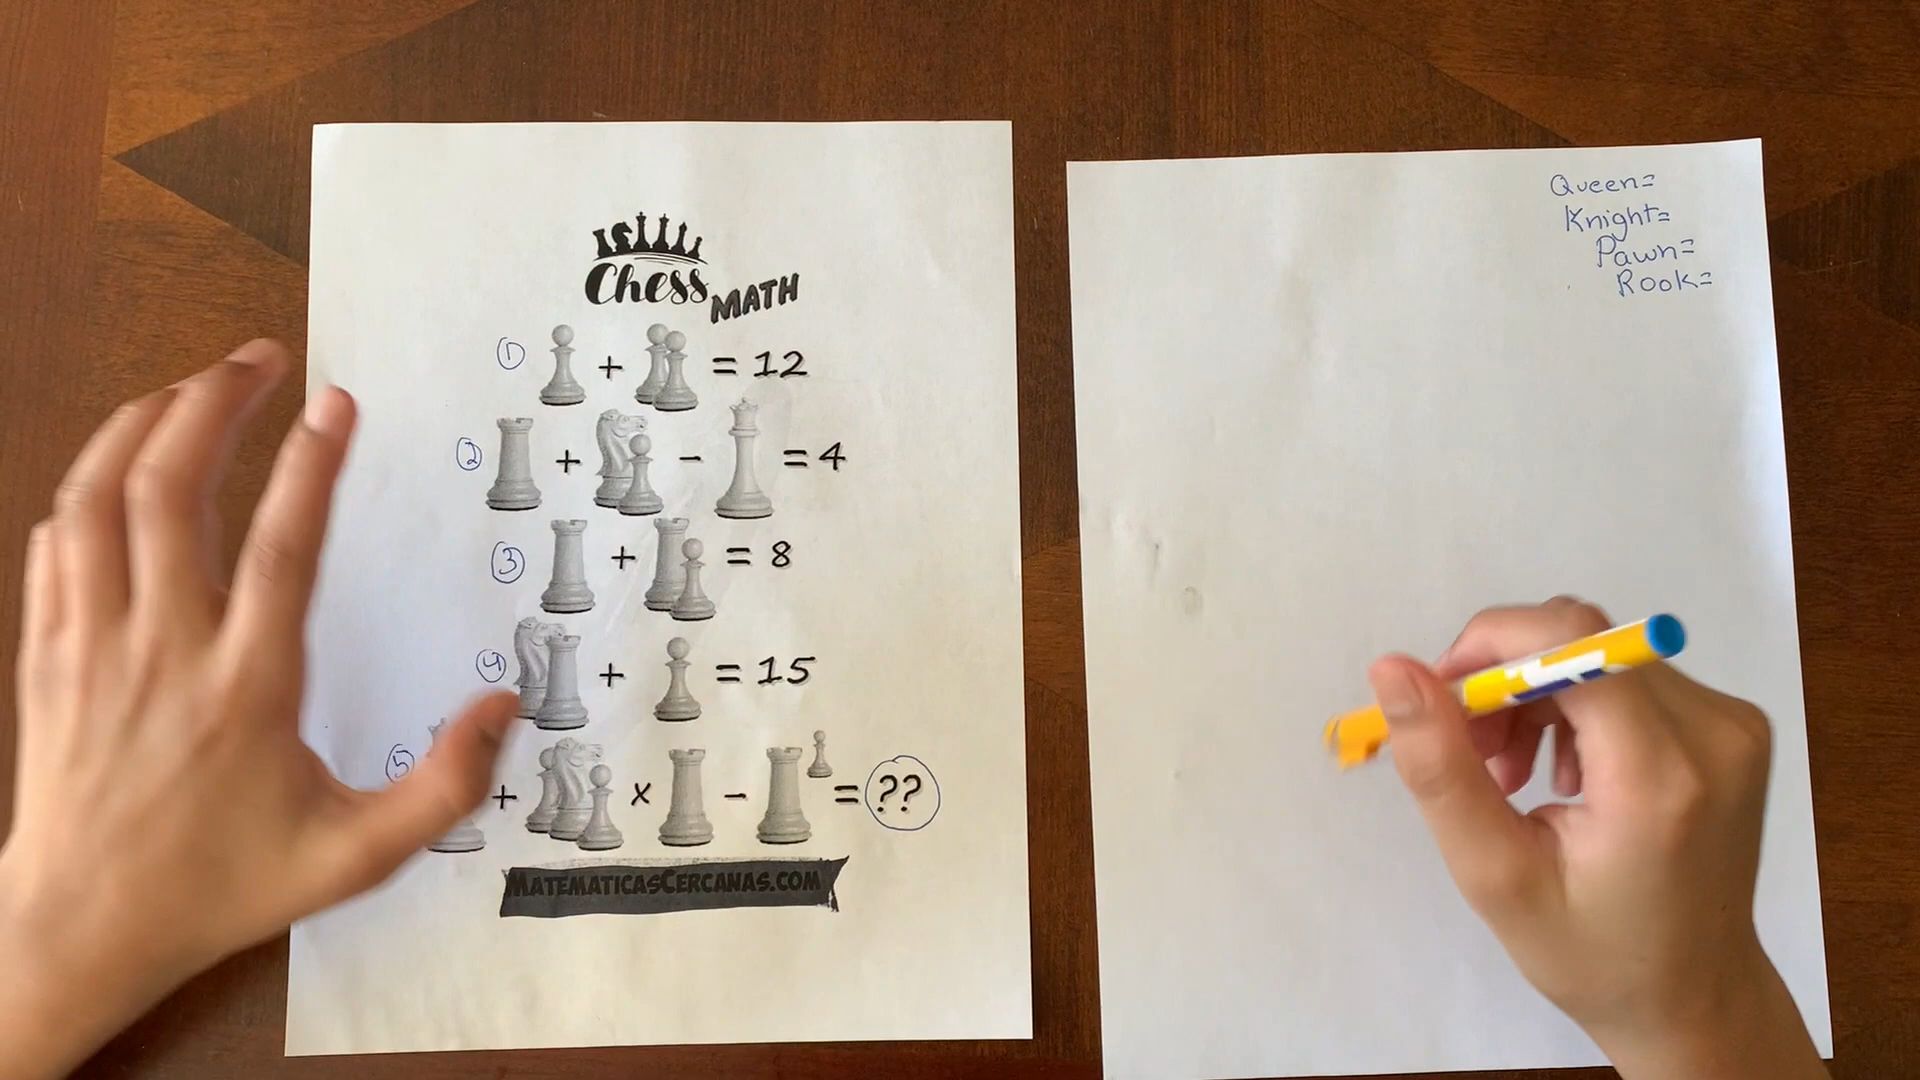 Chess MATH
① + = 12
② + - = 4
③ + = 8
④ + = 15
⑤ + x - = ??
MATEMATICASCERCANAS.COM
Queen=
Knight=
Pawn=
Rook=